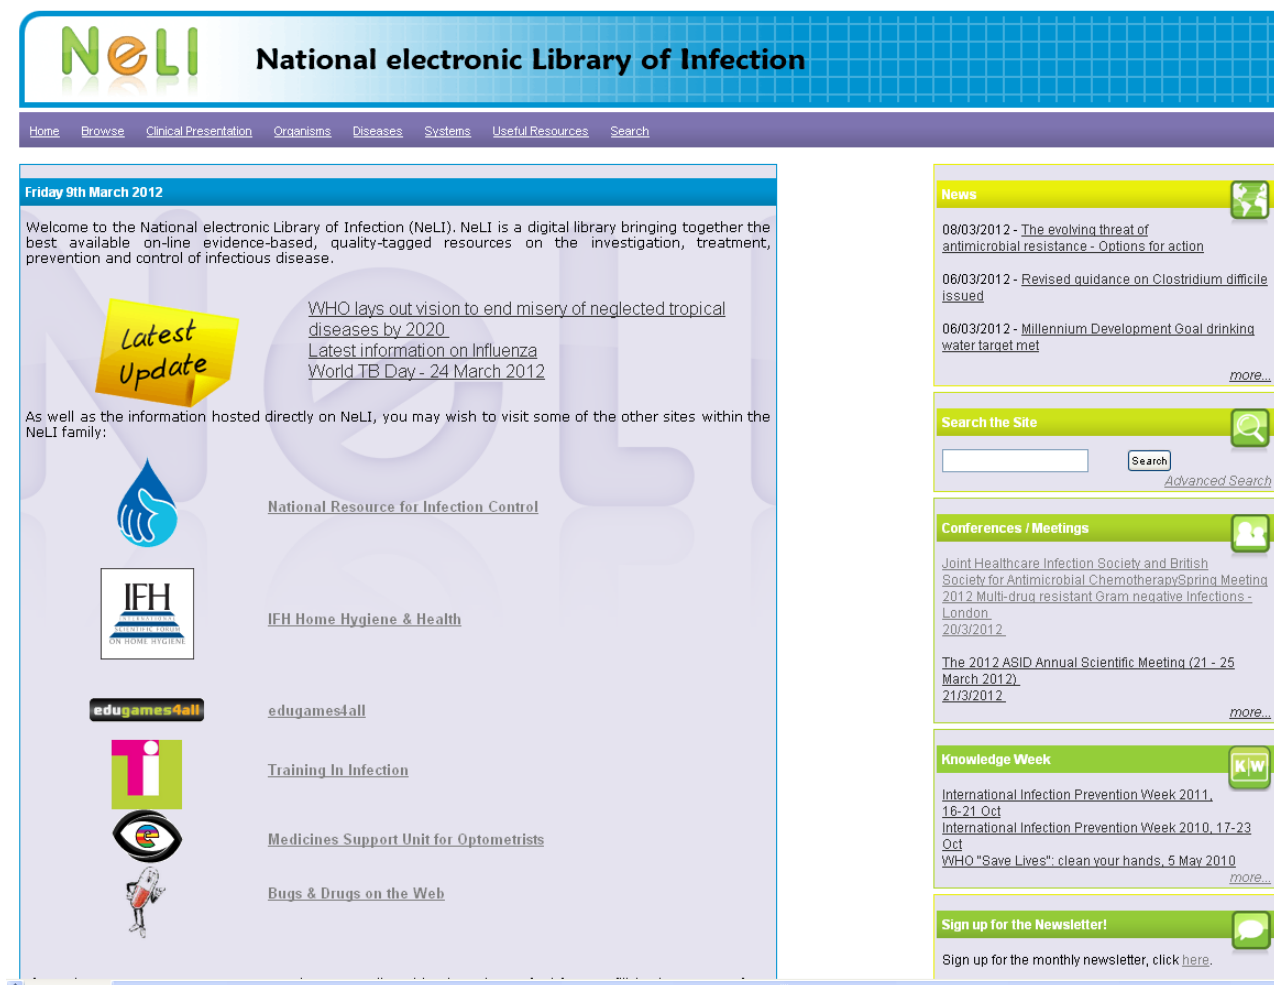 NeLI
National electronic Library of Infection
Home Browse Clinical Presentation Organisms Diseases Systems Useful Resources Search
Friday 9th March 2012
Welcome to the National electronic Library of Infection (NeLI). NeLI is a digital library bringing together the
best available on-line evidence-based, quality-tagged resources on the investigation, treatment,
prevention and control of infectious disease.
Latest
Update
WHO lays out vision to end misery of neglected tropical
diseases by 2020
Latest information on Influenza
World TB Day - 24 March 2012
As well as the information hosted directly on NeLI, you may wish to visit some of the other sites within the
NeLI family:
National Resource for Infection Control
IFH
INTERNATIONAL
SCIENTIFIC FORUM
ON HOME HYGIENE
IFH Home Hygiene & Health
edugames4all
edugames4all
Ti
Training In Infection
e
Medicines Support Unit for Optometrists
Bugs & Drugs on the Web
News
08/03/2012 - The evolving threat of
antimicrobial resistance - Options for action
06/03/2012 - Revised guidance on Clostridium difficile
issued
06/03/2012 - Millennium Development Goal drinking
water target met
more...
Search the Site
Search
Advanced Search
Conferences / Meetings
Joint Healthcare Infection Society and British
Society for Antimicrobial ChemotherapySpring Meeting
2012 Multi-drug resistant Gram negative Infections -
London
20/3/2012
The 2012 ASID Annual Scientific Meeting (21 - 25
March 2012)
21/3/2012
more...
Knowledge Week
K|W
International Infection Prevention Week 2011,
16-21 Oct
International Infection Prevention Week 2010, 17-23
Oct
WHO "Save Lives": clean your hands, 5 May 2010
more...
Sign up for the Newsletter!
Sign up for the monthly newsletter, click here.